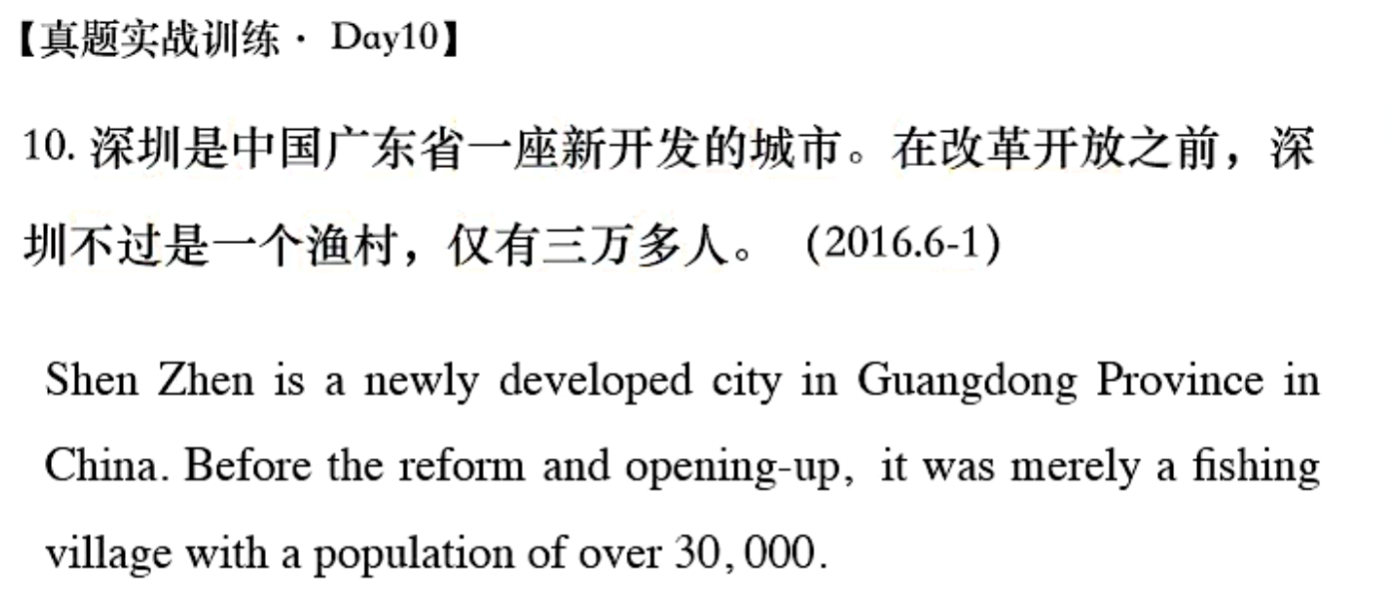 【真题实战训练· Day10】
10. 深圳是中国广东省一座新开发的城市。在改革开放之前，深
圳不过是一个渔村，仅有三万多人。（2016.6-1）
Shen Zhen is a newly developed city in Guangdong Province in
China. Before the reform and opening-up, it was merely a fishing
village with a population of over 30,000.